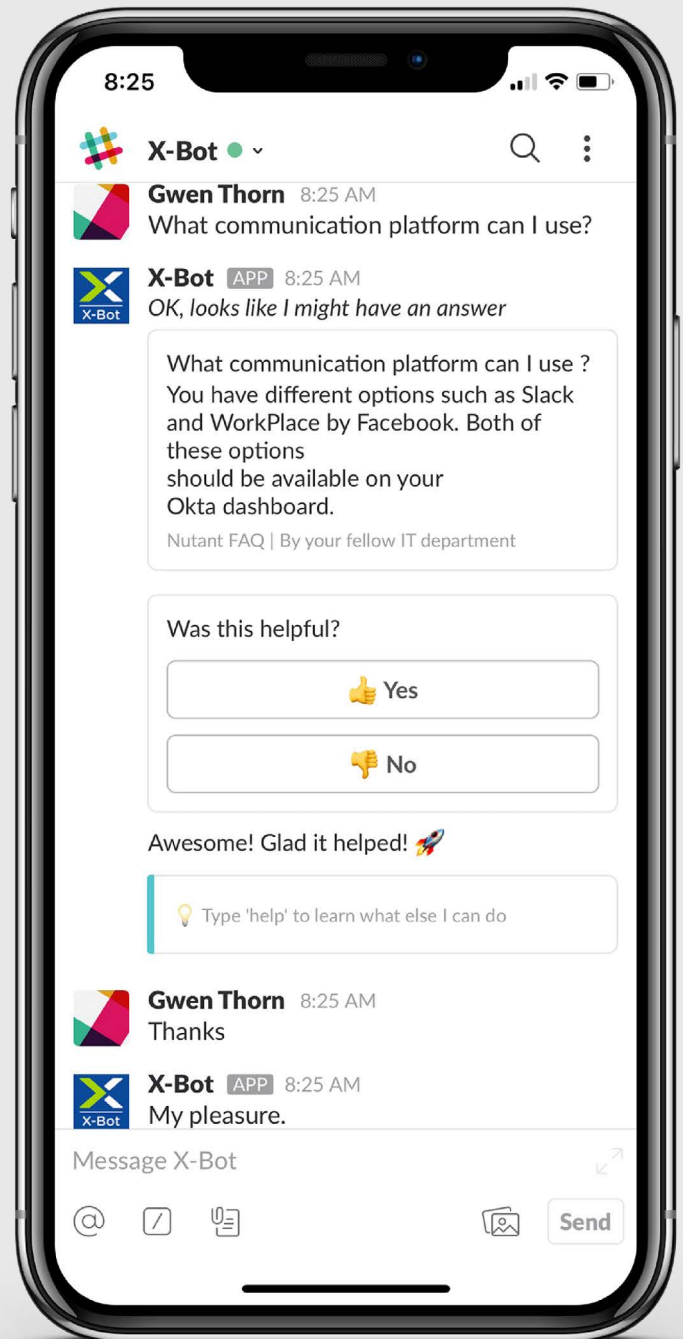 8:25
X-Bot
Gwen Thorn 8:25 AM
What communication platform can I use?
X-Bot APP 8:25 AM
X-Bot
OK, looks like I might have an answer
What communication platform can I use ?
You have different options such as Slack
and WorkPlace by Facebook. Both of
these options
should be available on your
Okta dashboard.
Nutant FAQ | By your fellow IT department
Was this helpful?
👍 Yes
👎 No
Awesome! Glad it helped! 🚀
💡 Type 'help' to learn what else I can do
Gwen Thorn 8:25 AM
Thanks
X-Bot APP 8:25 AM
X-Bot
My pleasure.
Message X-Bot
Send